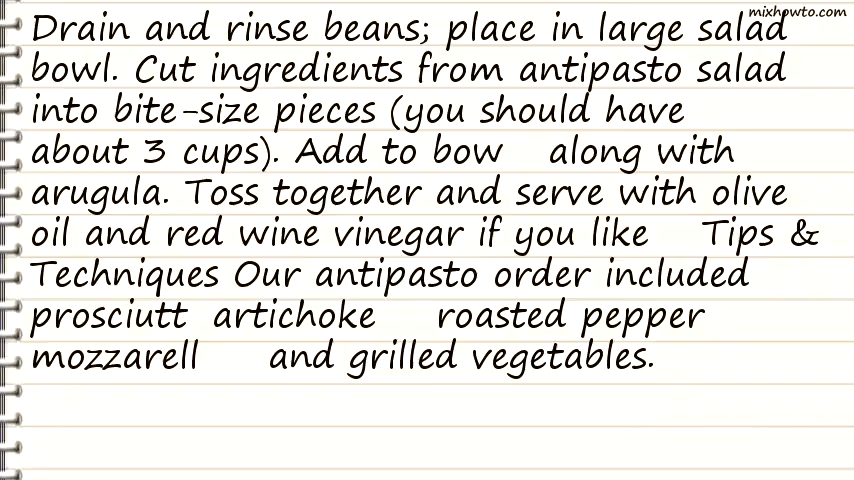 mixhowto.com
Drain and rinse beans; place in large salad
bowl. Cut ingredients from antipasto salad
into bite-size pieces (you should have
about 3 cups). Add to bow along with
arugula. Toss together and serve with olive
oil and red wine vinegar if you like Tips &
Techniques Our antipasto order included
prosciutt artichoke roasted pepper
mozzarell and grilled vegetables.